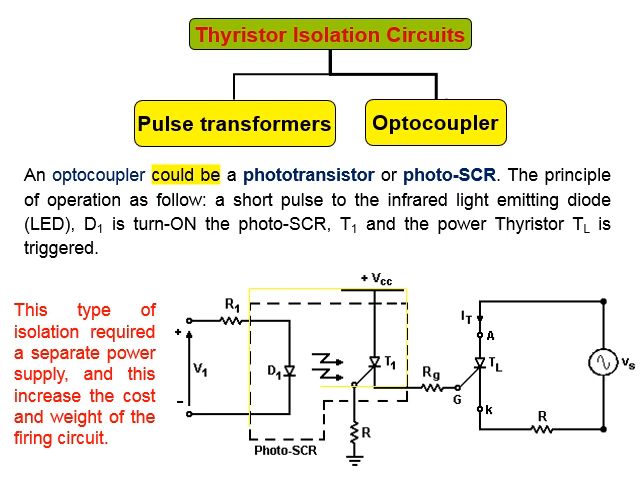 Thyristor Isolation Circuits
Pulse transformers
Optocoupler
An optocoupler could be a phototransistor or photo-SCR. The principle
of operation as follow: a short pulse to the infrared light emitting diode
(LED), D₁ is turn-ON the photo-SCR, T₁ and the power Thyristor T_L is
triggered.
This type of
isolation required
a separate power
supply, and this
increase the cost
and weight of the
firing circuit.
+ Vcc
R₁
+
V₁
-
D₁
T₁
R
Photo-SCR
Rg
G
I_T
A
T_L
k
R
Vs